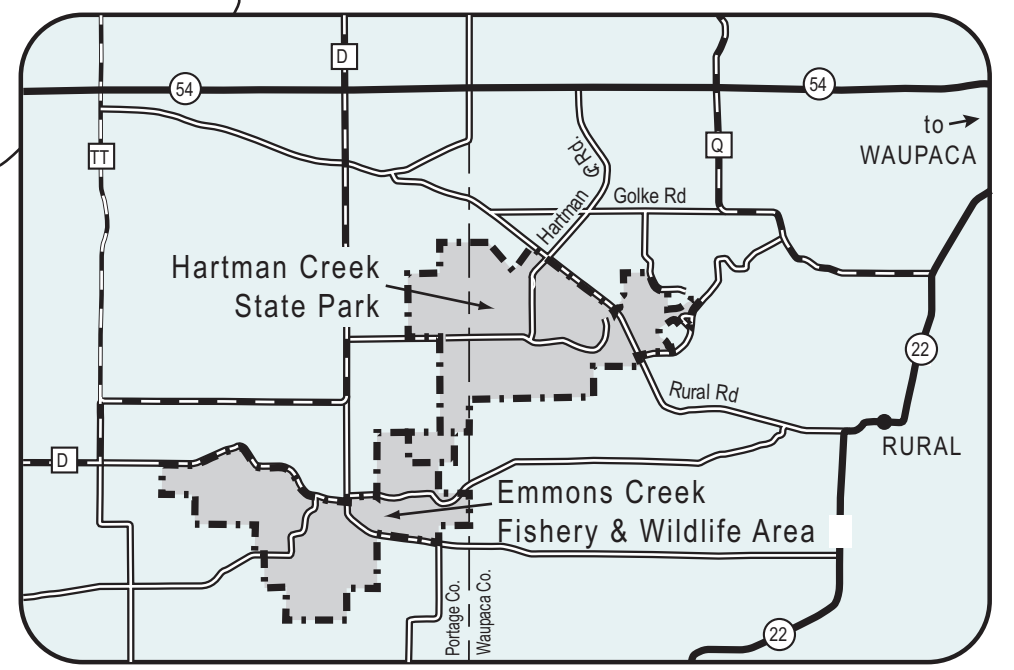 D
54
54
to
WAUPACA
TT
Q
Hartman Cr. Rd.
Golke Rd
Hartman Creek
State Park
22
Rural Rd
RURAL
D
Emmons Creek
Fishery & Wildlife Area
Portage Co.
Waupaca Co.
22